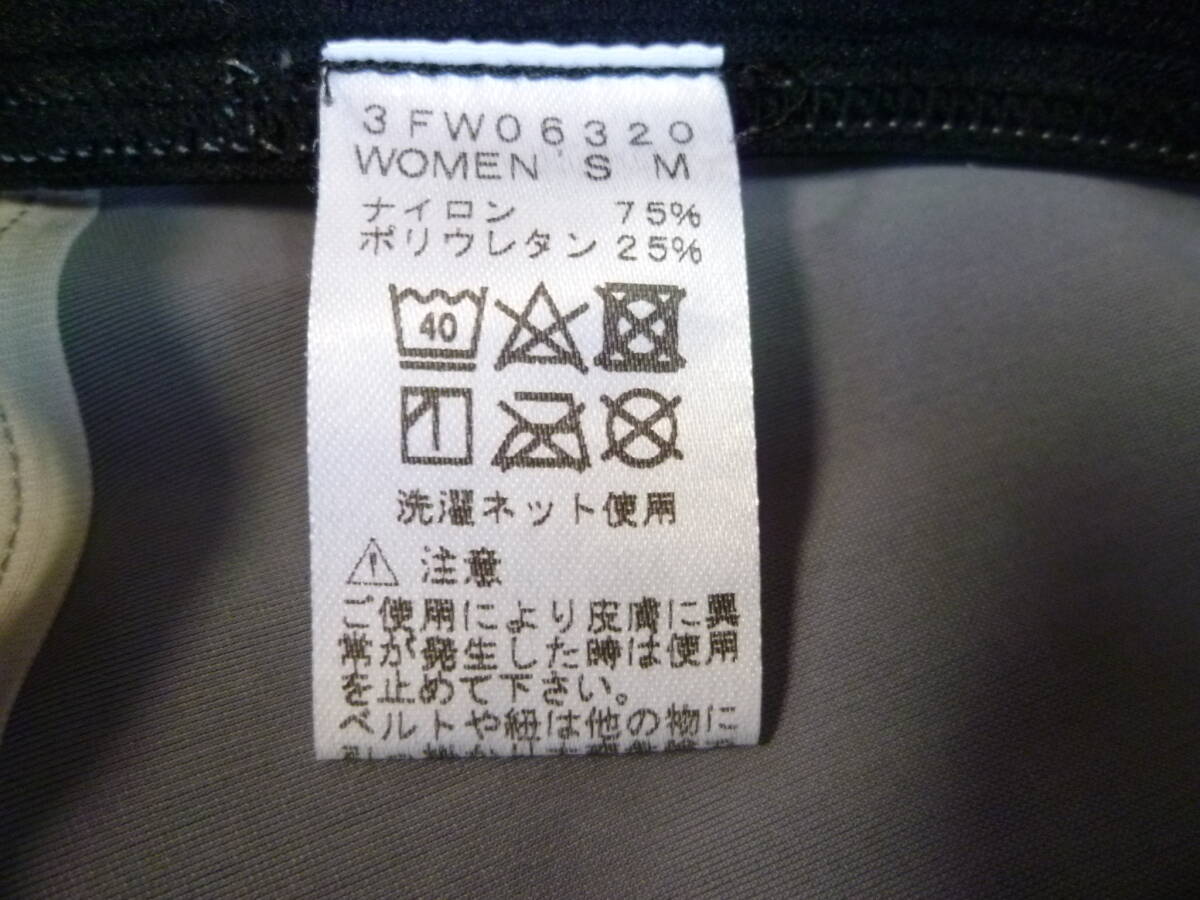 3FW06320
WOMEN'S M
ナイロン 75%
ポリウレタン 25%
40
洗濯ネット使用
注意
ご使用により皮膚に異
常が発生した時は使用
を止めて下さい。
ベルトや紐は他の物に